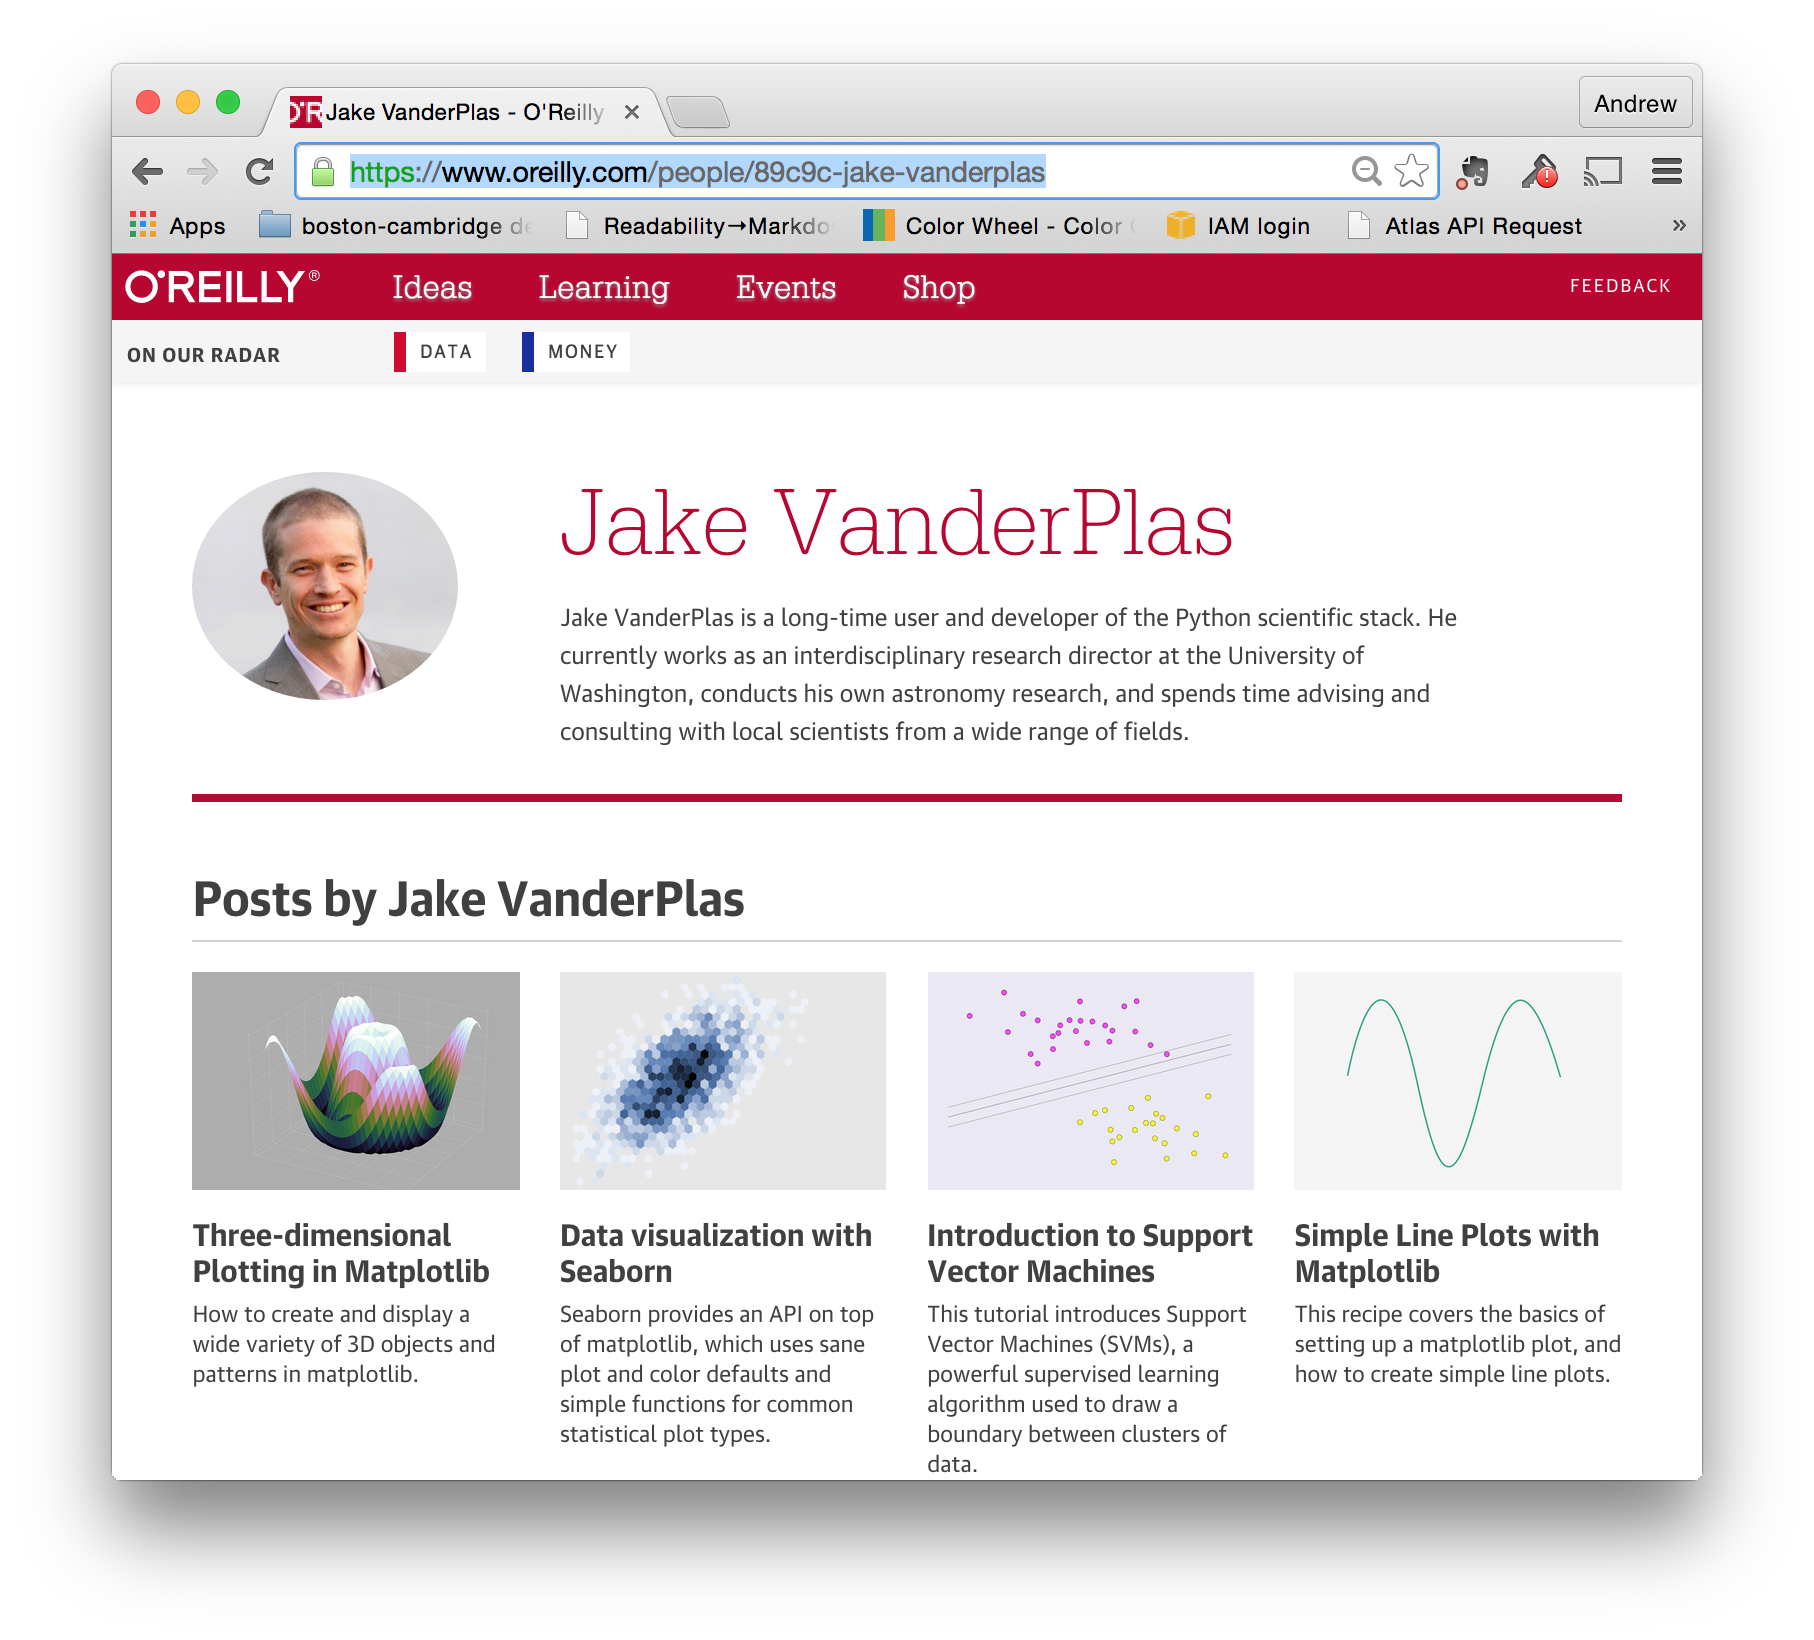 O'R Jake VanderPlas - O'Reilly
Andrew
https://www.oreilly.com/people/89c9c-jake-vanderplas
Apps boston-cambridge de Readability→Markdo Color Wheel - Color IAM login Atlas API Request »
O'REILLY® Ideas Learning Events Shop FEEDBACK
ON OUR RADAR DATA MONEY
Jake VanderPlas
Jake VanderPlas is a long-time user and developer of the Python scientific stack. He
currently works as an interdisciplinary research director at the University of
Washington, conducts his own astronomy research, and spends time advising and
consulting with local scientists from a wide range of fields.
Posts by Jake VanderPlas
Three-dimensional
Plotting in Matplotlib
How to create and display a
wide variety of 3D objects and
patterns in matplotlib.
Data visualization with
Seaborn
Seaborn provides an API on top
of matplotlib, which uses sane
plot and color defaults and
simple functions for common
statistical plot types.
Introduction to Support
Vector Machines
This tutorial introduces Support
Vector Machines (SVMs), a
powerful supervised learning
algorithm used to draw a
boundary between clusters of
data.
Simple Line Plots with
Matplotlib
This recipe covers the basics of
setting up a matplotlib plot, and
how to create simple line plots.